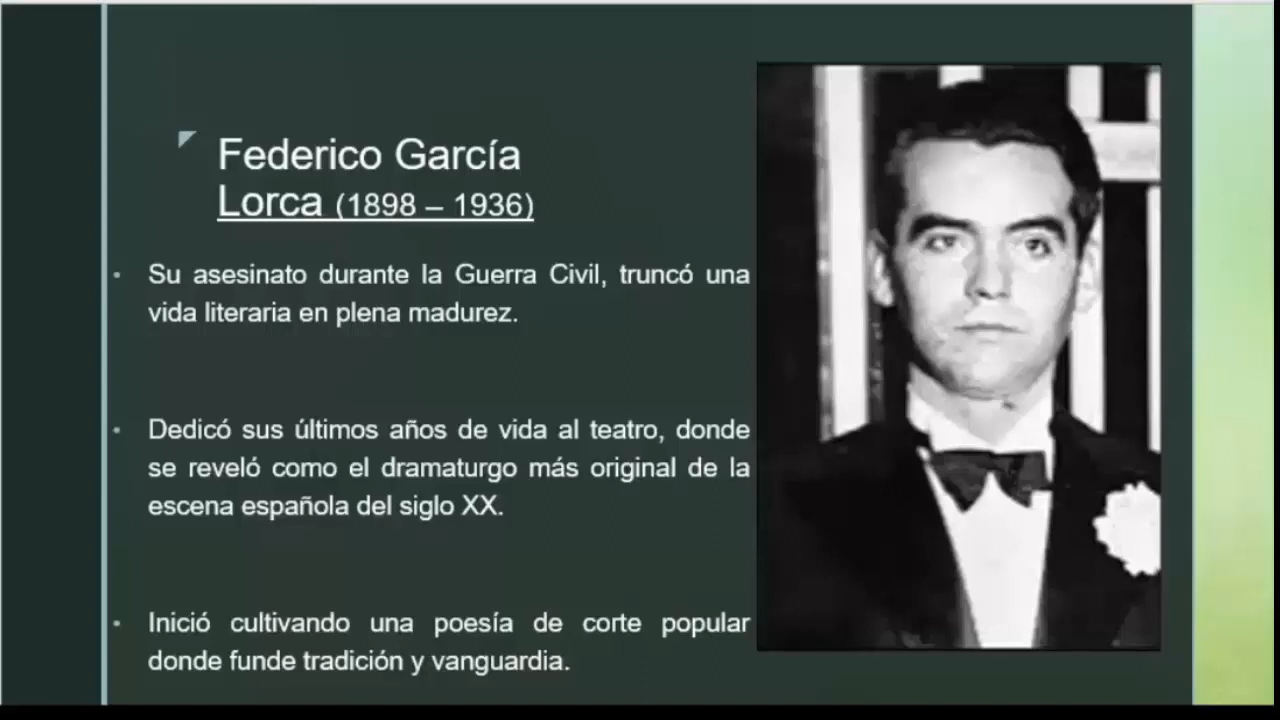 Federico García
Lorca (1898 – 1936)
• Su asesinato durante la Guerra Civil, truncó una
vida literaria en plena madurez.
• Dedicó sus últimos años de vida al teatro, donde
se reveló como el dramaturgo más original de la
escena española del siglo XX.
• Inició cultivando una poesía de corte popular
donde funde tradición y vanguardia.